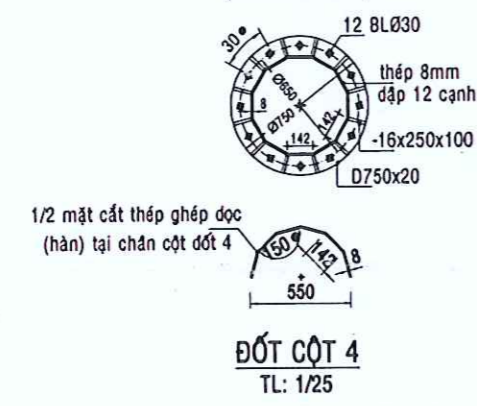 12 BLØ30
30°
thép 8mm
dập 12 cạnh
Ø650
8
Ø750
142
142
-16x250x100
D750x20
1/2 mặt cắt thép ghép dọc
(hàn) tại chân cột đốt 4
150°
142
8
550
ĐỐT CỘT 4
TL: 1/25